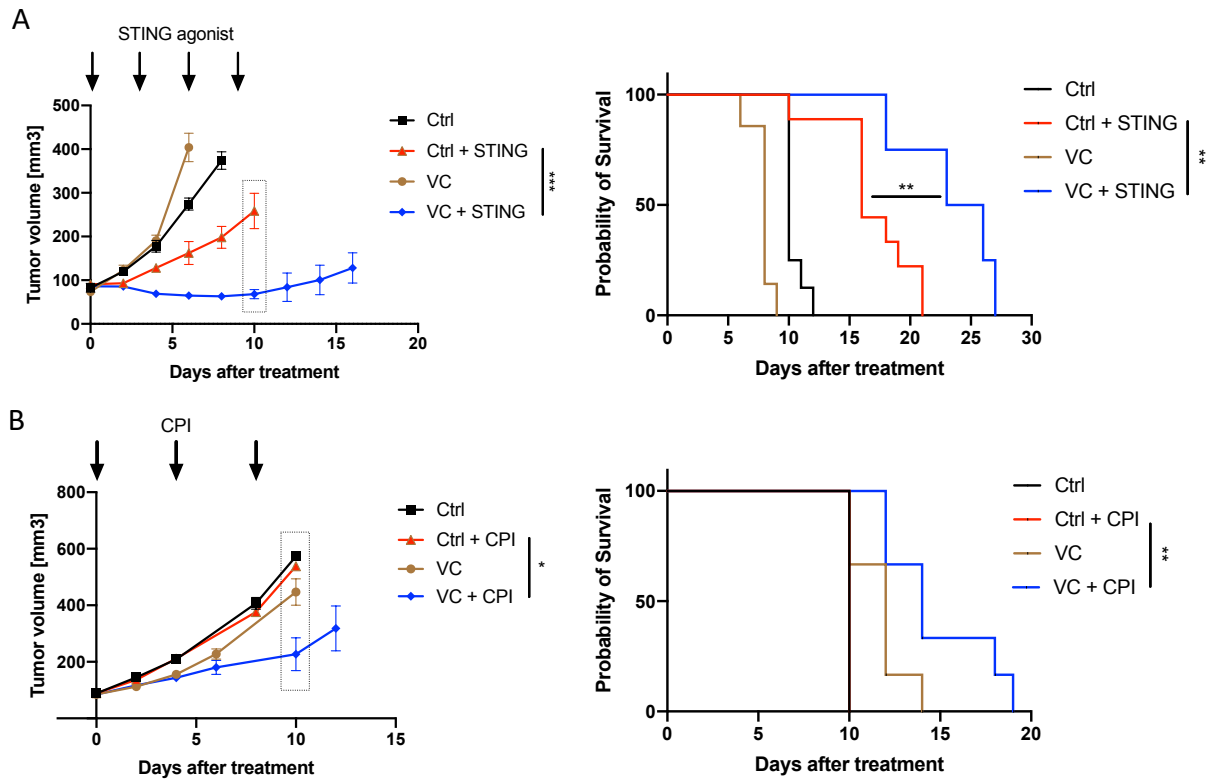 A
STING agonist
Tumor volume [mm3]
500
400
300
200
100
0
0
5
10
15
20
Days after treatment
Ctrl
Ctrl + STING
VC
VC + STING
***
Probability of Survival
100
50
0
0
5
10
15
20
25
30
Days after treatment
**
Ctrl
Ctrl + STING
VC
VC + STING
**
B
CPI
Tumor volume [mm3]
800
600
400
200
0
5
10
15
Days after treatment
Ctrl
Ctrl + CPI
VC
VC + CPI
*
Probability of Survival
100
50
0
0
5
10
15
20
Days after treatment
Ctrl
Ctrl + CPI
VC
VC + CPI
**